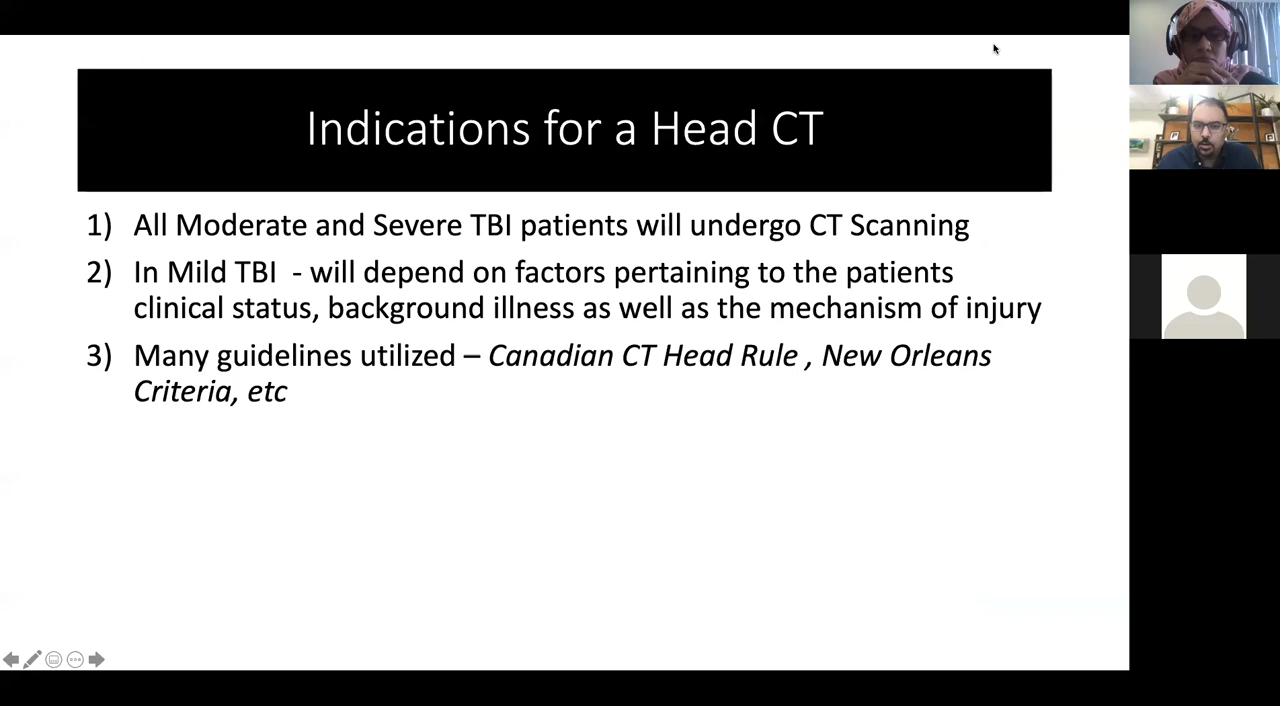 Indications for a Head CT
1) All Moderate and Severe TBI patients will undergo CT Scanning
2) In Mild TBI - will depend on factors pertaining to the patients
clinical status, background illness as well as the mechanism of injury
3) Many guidelines utilized – Canadian CT Head Rule , New Orleans
Criteria, etc